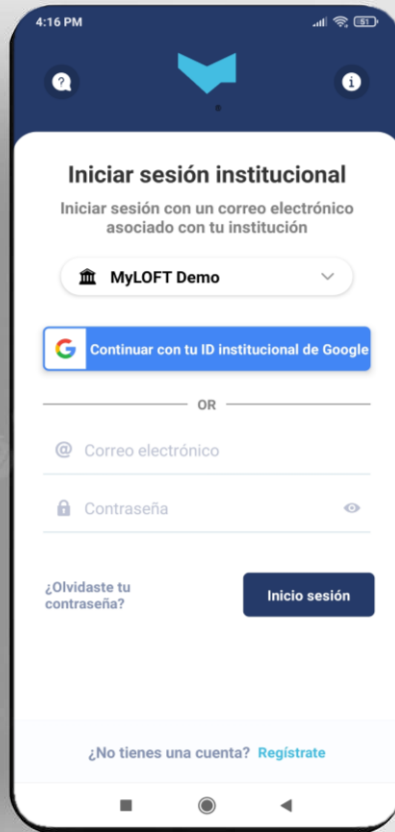 4:16 PM
51
Iniciar sesión institucional
Iniciar sesión con un correo electrónico
asociado con tu institución
MyLOFT Demo
Continuar con tu ID institucional de Google
OR
@ Correo electrónico
Contraseña
¿Olvidaste tu
contraseña?
Inicio sesión
¿No tienes una cuenta? Regístrate